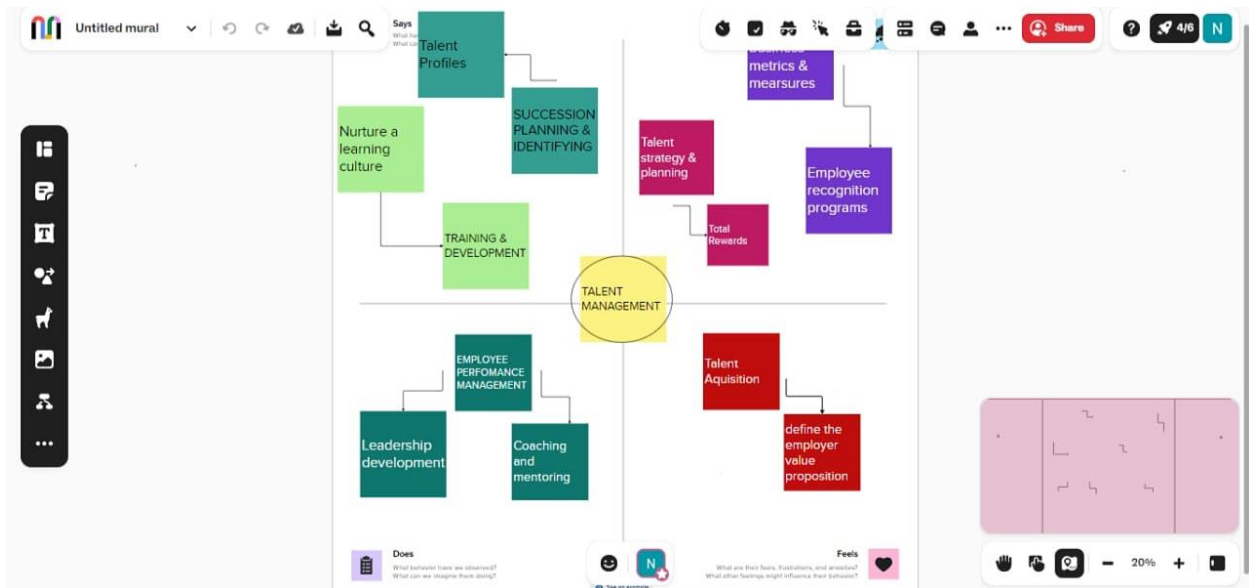 Untitled mural
Share
4/6
N
Says
Talent
Profiles
SUCCESSION
PLANNING &
IDENTIFYING
Nurture a
learning
culture
TRAINING &
DEVELOPMENT
metrics &
mearsures
Talent
strategy &
planning
Employee
recognition
programs
Total
Rewards
TALENT
MANAGEMENT
EMPLOYEE
PERFOMANCE
MANAGEMENT
Leadership
development
Coaching
and
mentoring
Talent
Aquisition
define the
employer
value
proposition
Does
What behavior have we observed?
What can we imagine them doing?
N
Feels
What are their fears, frustrations, and anxieties?
What other feelings might influence their behavior?
20%